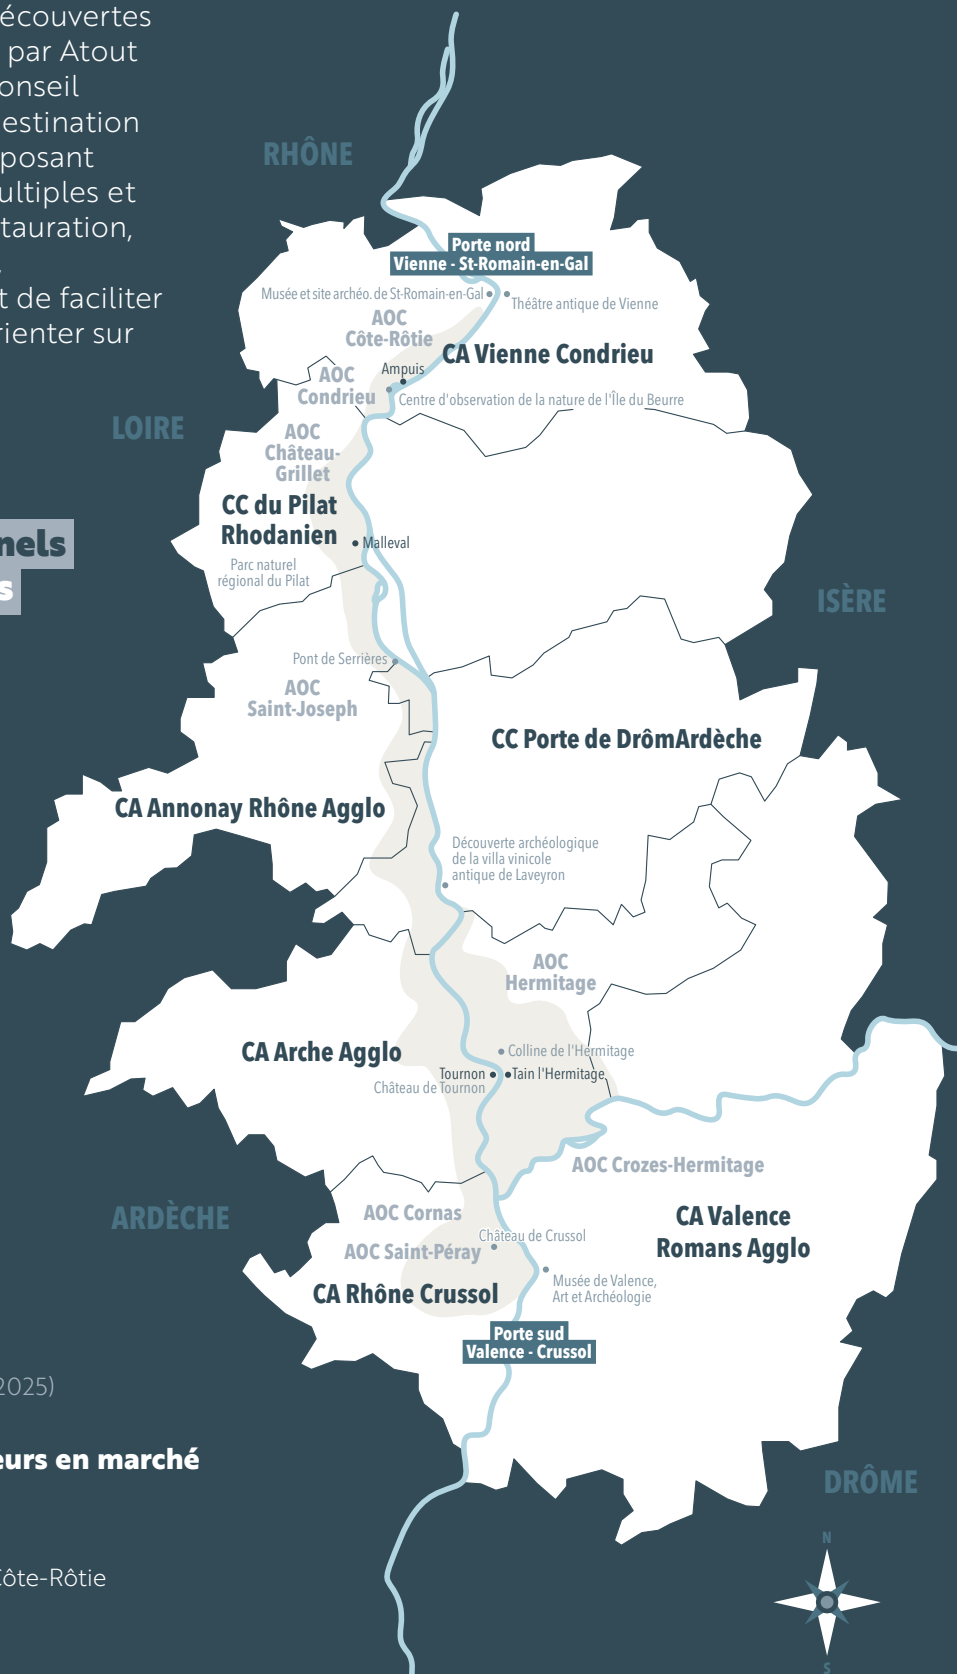 écouvertes
par Atout
onseil
estination
posant
ultiples et
tauration,
t de faciliter
rienter sur
nels
s
2025)
eurs en marché
Côte-Rôtie
RHÔNE
Porte nord
Vienne - St-Romain-en-Gal
Musée et site archéo. de St-Romain-en-Gal
Théâtre antique de Vienne
AOC
Côte-Rôtie
CA Vienne Condrieu
Ampuis
AOC
Condrieu
Centre d'observation de la nature de l'Île du Beurre
LOIRE
AOC
Château-
Grillet
CC du Pilat
Rhodanien
Malleval
Parc naturel
régional du Pilat
ISÈRE
Pont de Serrières
AOC
Saint-Joseph
CC Porte de DrômArdèche
CA Annonay Rhône Agglo
Découverte archéologique
de la villa vinicole
antique de Laveyron
AOC
Hermitage
CA Arche Agglo
Colline de l'Hermitage
Tournon
Tain l'Hermitage
Château de Tournon
AOC Crozes-Hermitage
ARDÈCHE
AOC Cornas
CA Valence
Romans Agglo
Château de Crussol
AOC Saint-Péray
CA Rhône Crussol
Musée de Valence,
Art et Archéologie
Porte sud
Valence - Crussol
DRÔME
N
S